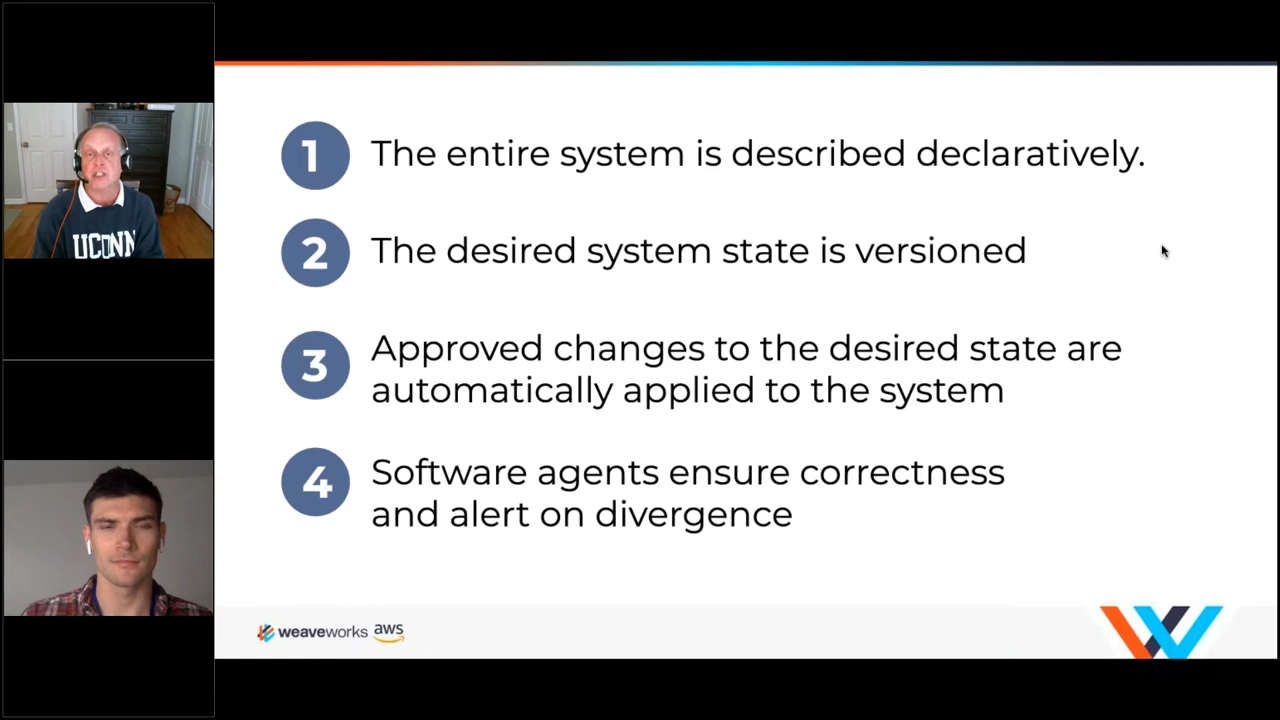 UCONN
1
The entire system is described declaratively.
2
The desired system state is versioned
3
Approved changes to the desired state are
automatically applied to the system
4
Software agents ensure correctness
and alert on divergence
weaveworks aws